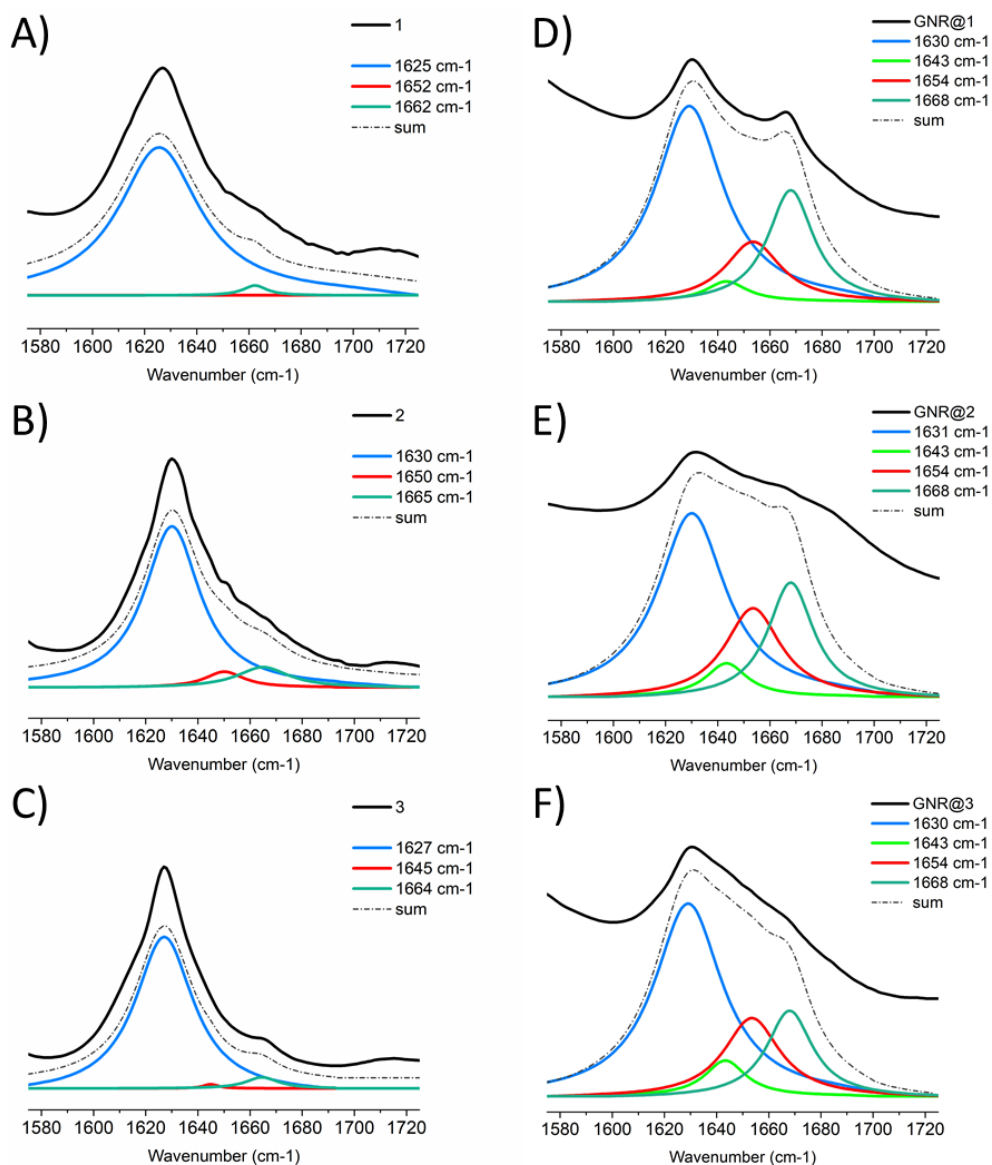 A)
1
1625 cm-1
1652 cm-1
1662 cm-1
sum
1580 1600 1620 1640 1660 1680 1700 1720
Wavenumber (cm-1)
D)
GNR@1
1630 cm-1
1643 cm-1
1654 cm-1
1668 cm-1
sum
1580 1600 1620 1640 1660 1680 1700 1720
Wavenumber (cm-1)
B)
2
1630 cm-1
1650 cm-1
1665 cm-1
sum
1580 1600 1620 1640 1660 1680 1700 1720
Wavenumber (cm-1)
E)
GNR@2
1631 cm-1
1643 cm-1
1654 cm-1
1668 cm-1
sum
1580 1600 1620 1640 1660 1680 1700 1720
Wavenumber (cm-1)
C)
3
1627 cm-1
1645 cm-1
1664 cm-1
sum
1580 1600 1620 1640 1660 1680 1700 1720
Wavenumber (cm-1)
F)
GNR@3
1630 cm-1
1643 cm-1
1654 cm-1
1668 cm-1
sum
1580 1600 1620 1640 1660 1680 1700 1720
Wavenumber (cm-1)